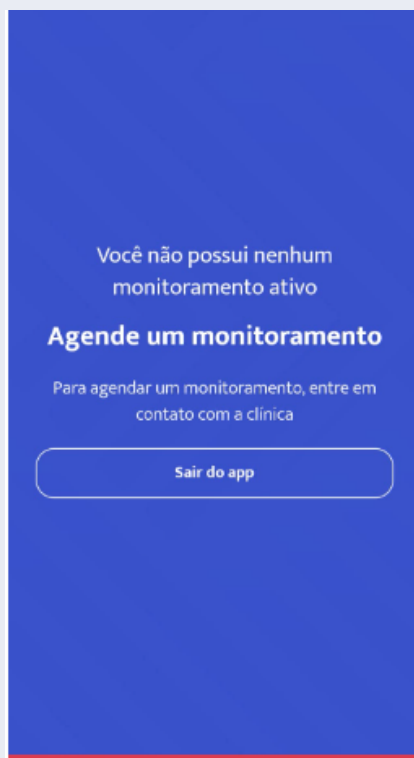 Você não possui nenhum
monitoramento ativo
Agende um monitoramento
Para agendar um monitoramento, entre em
contato com a clínica
Sair do app